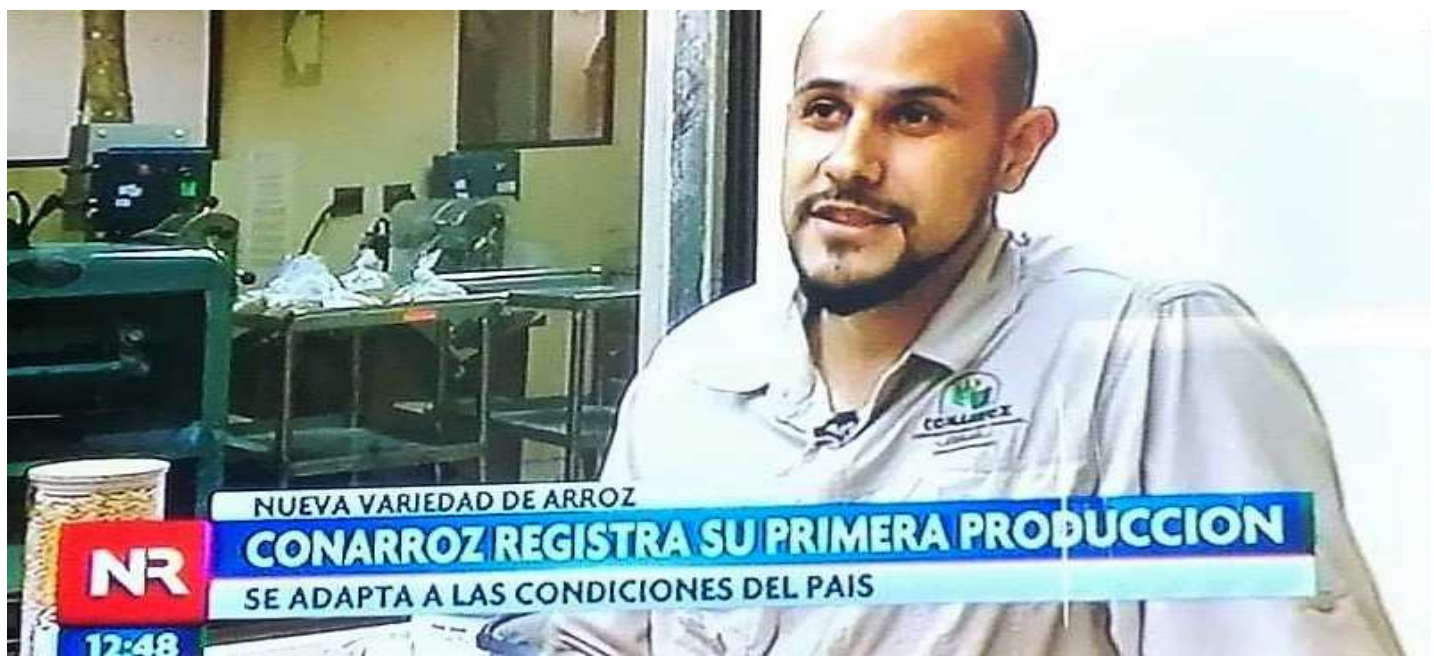 NUEVA VARIEDAD DE ARROZ
CONARROZ REGISTRA SU PRIMERA PRODUCCION
SE ADAPTA A LAS CONDICIONES DEL PAIS
NR
12:48